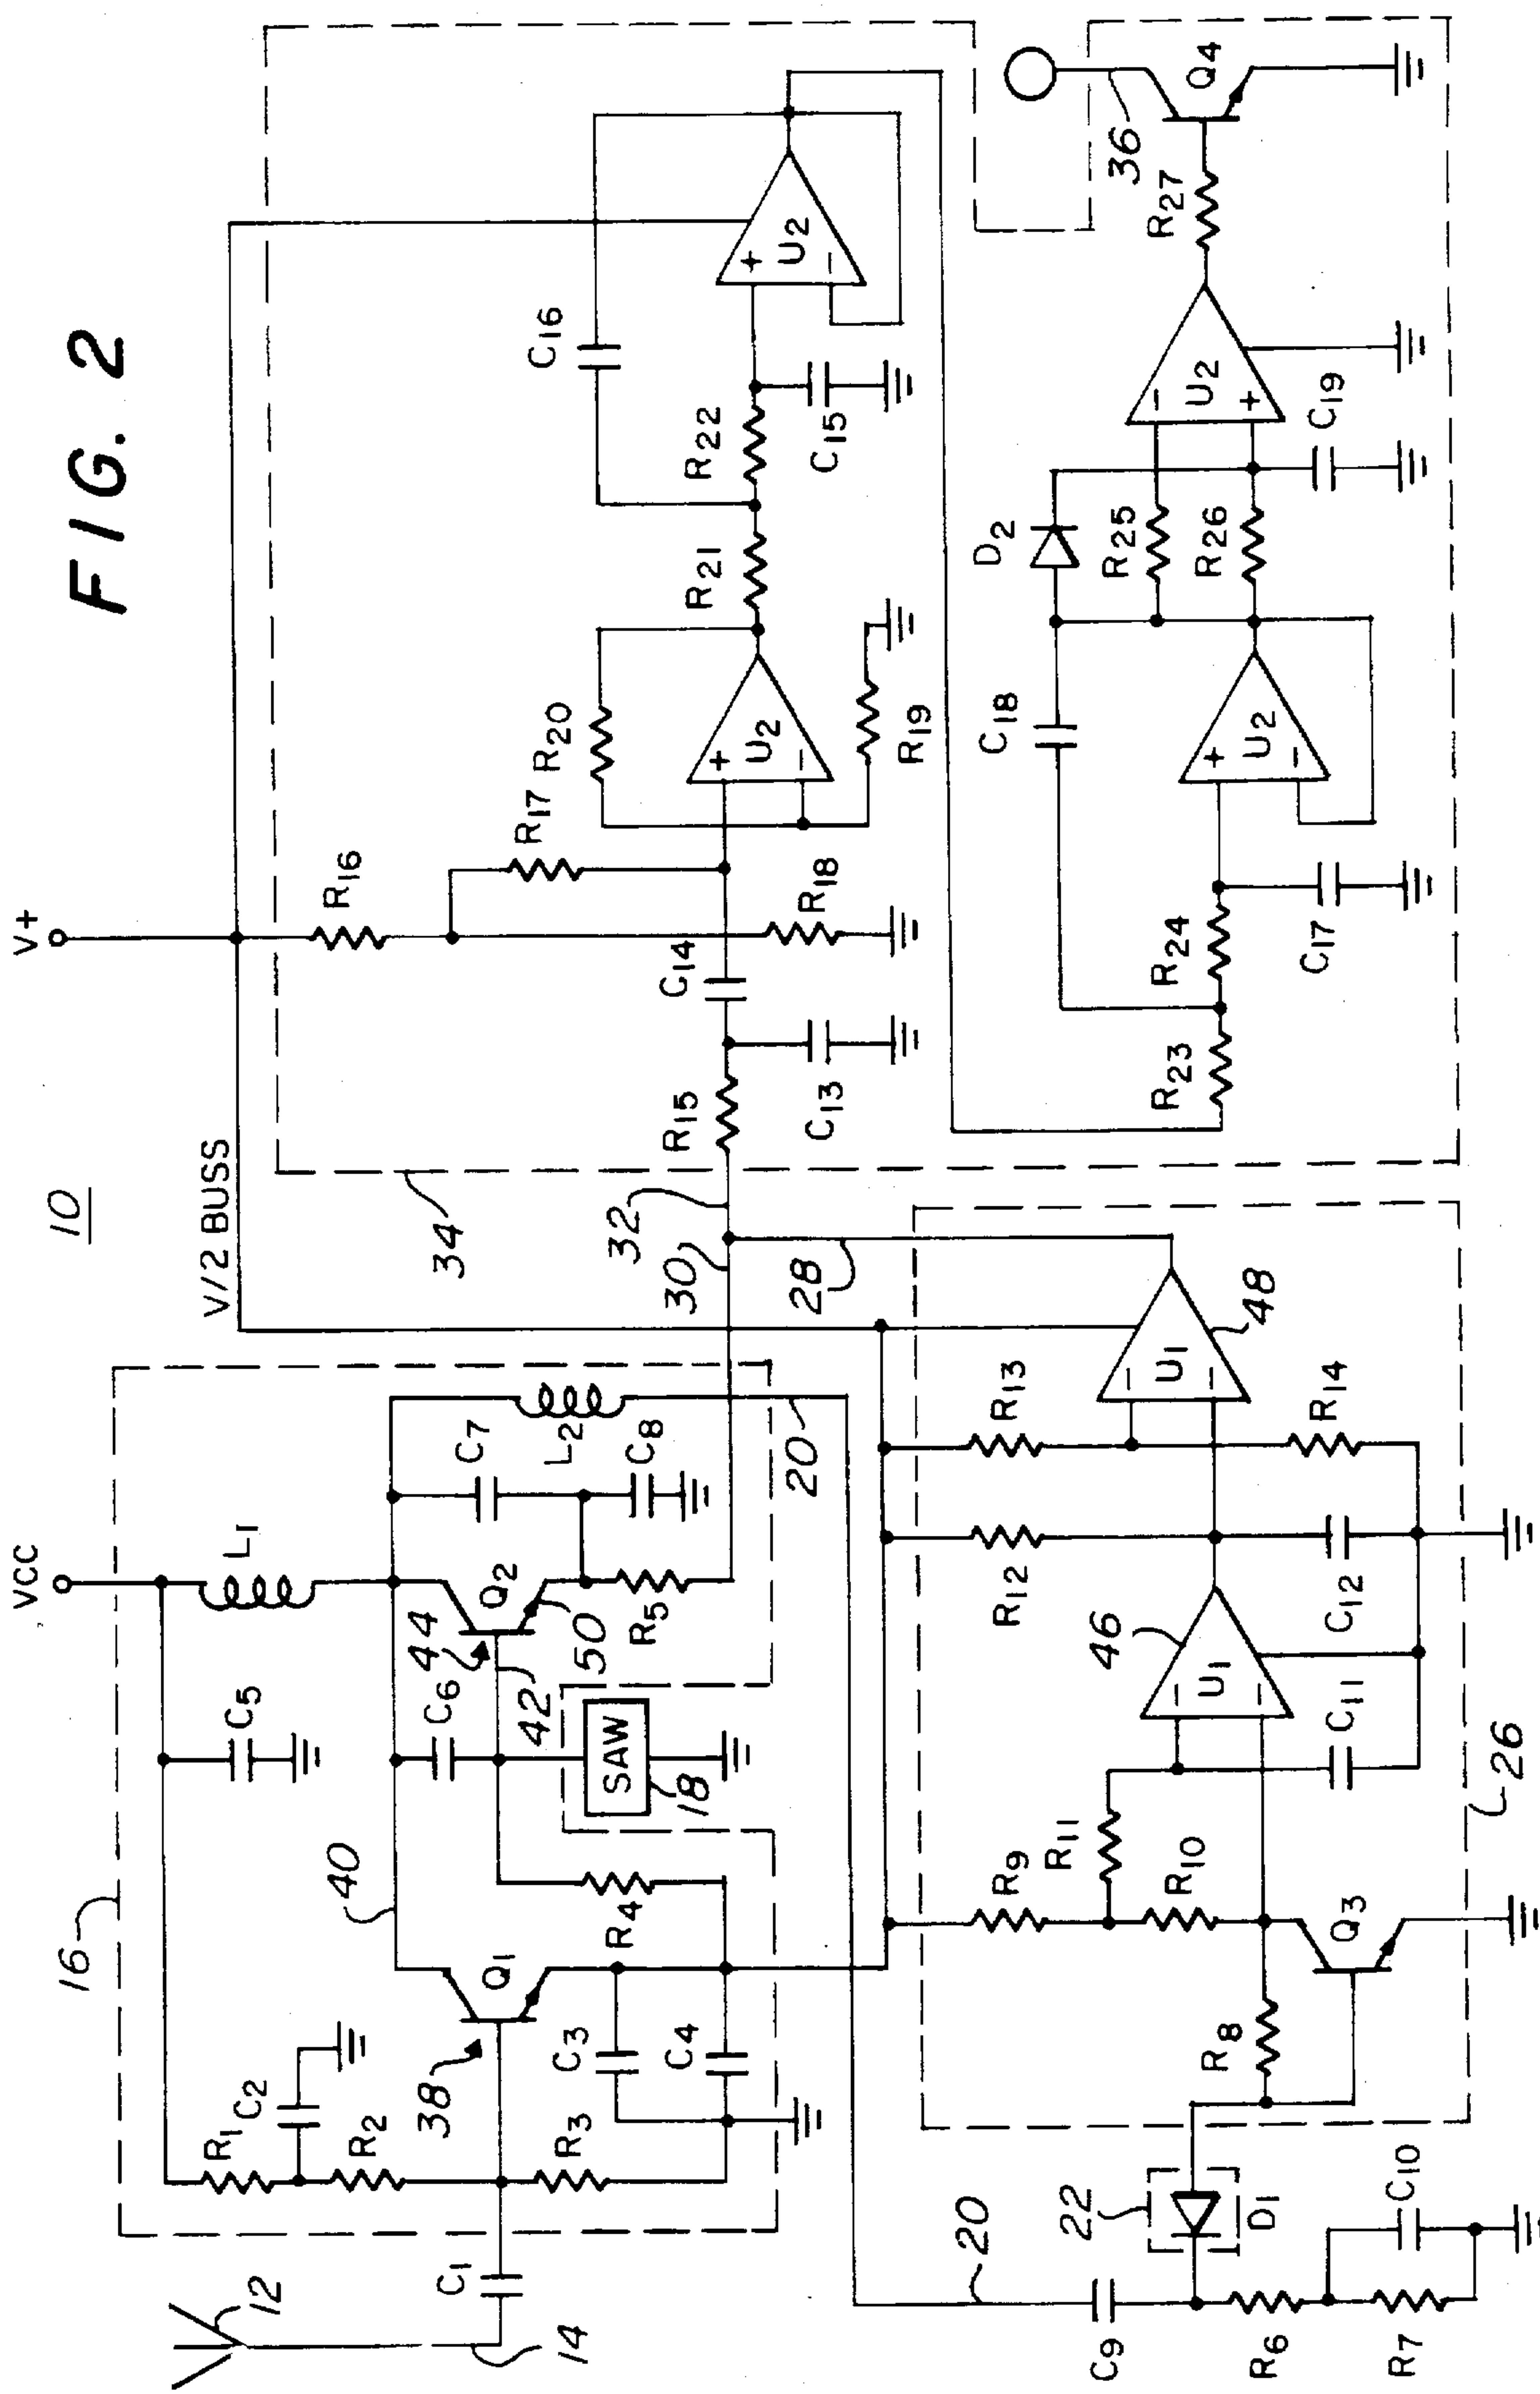 FIG. 2
10
V+
VCC
V/2 BUSS
16
L1
C5
R1
C2
R2
38
Q1
40
C6
44
Q2
C7
L2
C8
50
R5
42
SAW
18
R4
C3
C4
R3
12
14
C1
20
30
32
28
34
R15
C13
C14
R16
R17
R18
R20
+
−
U2
R19
R21
R22
C16
C15
+
−
U2
R23
R24
C17
C18
+
−
U2
D2
R25
R26
C19
−
+
U2
R27
36
Q4
20
C9
22
D1
R6
R7
C10
R8
Q3
R9
R10
R11
C11
−
−
U1
46
R12
C12
R13
R14
−
−
U1
48
26